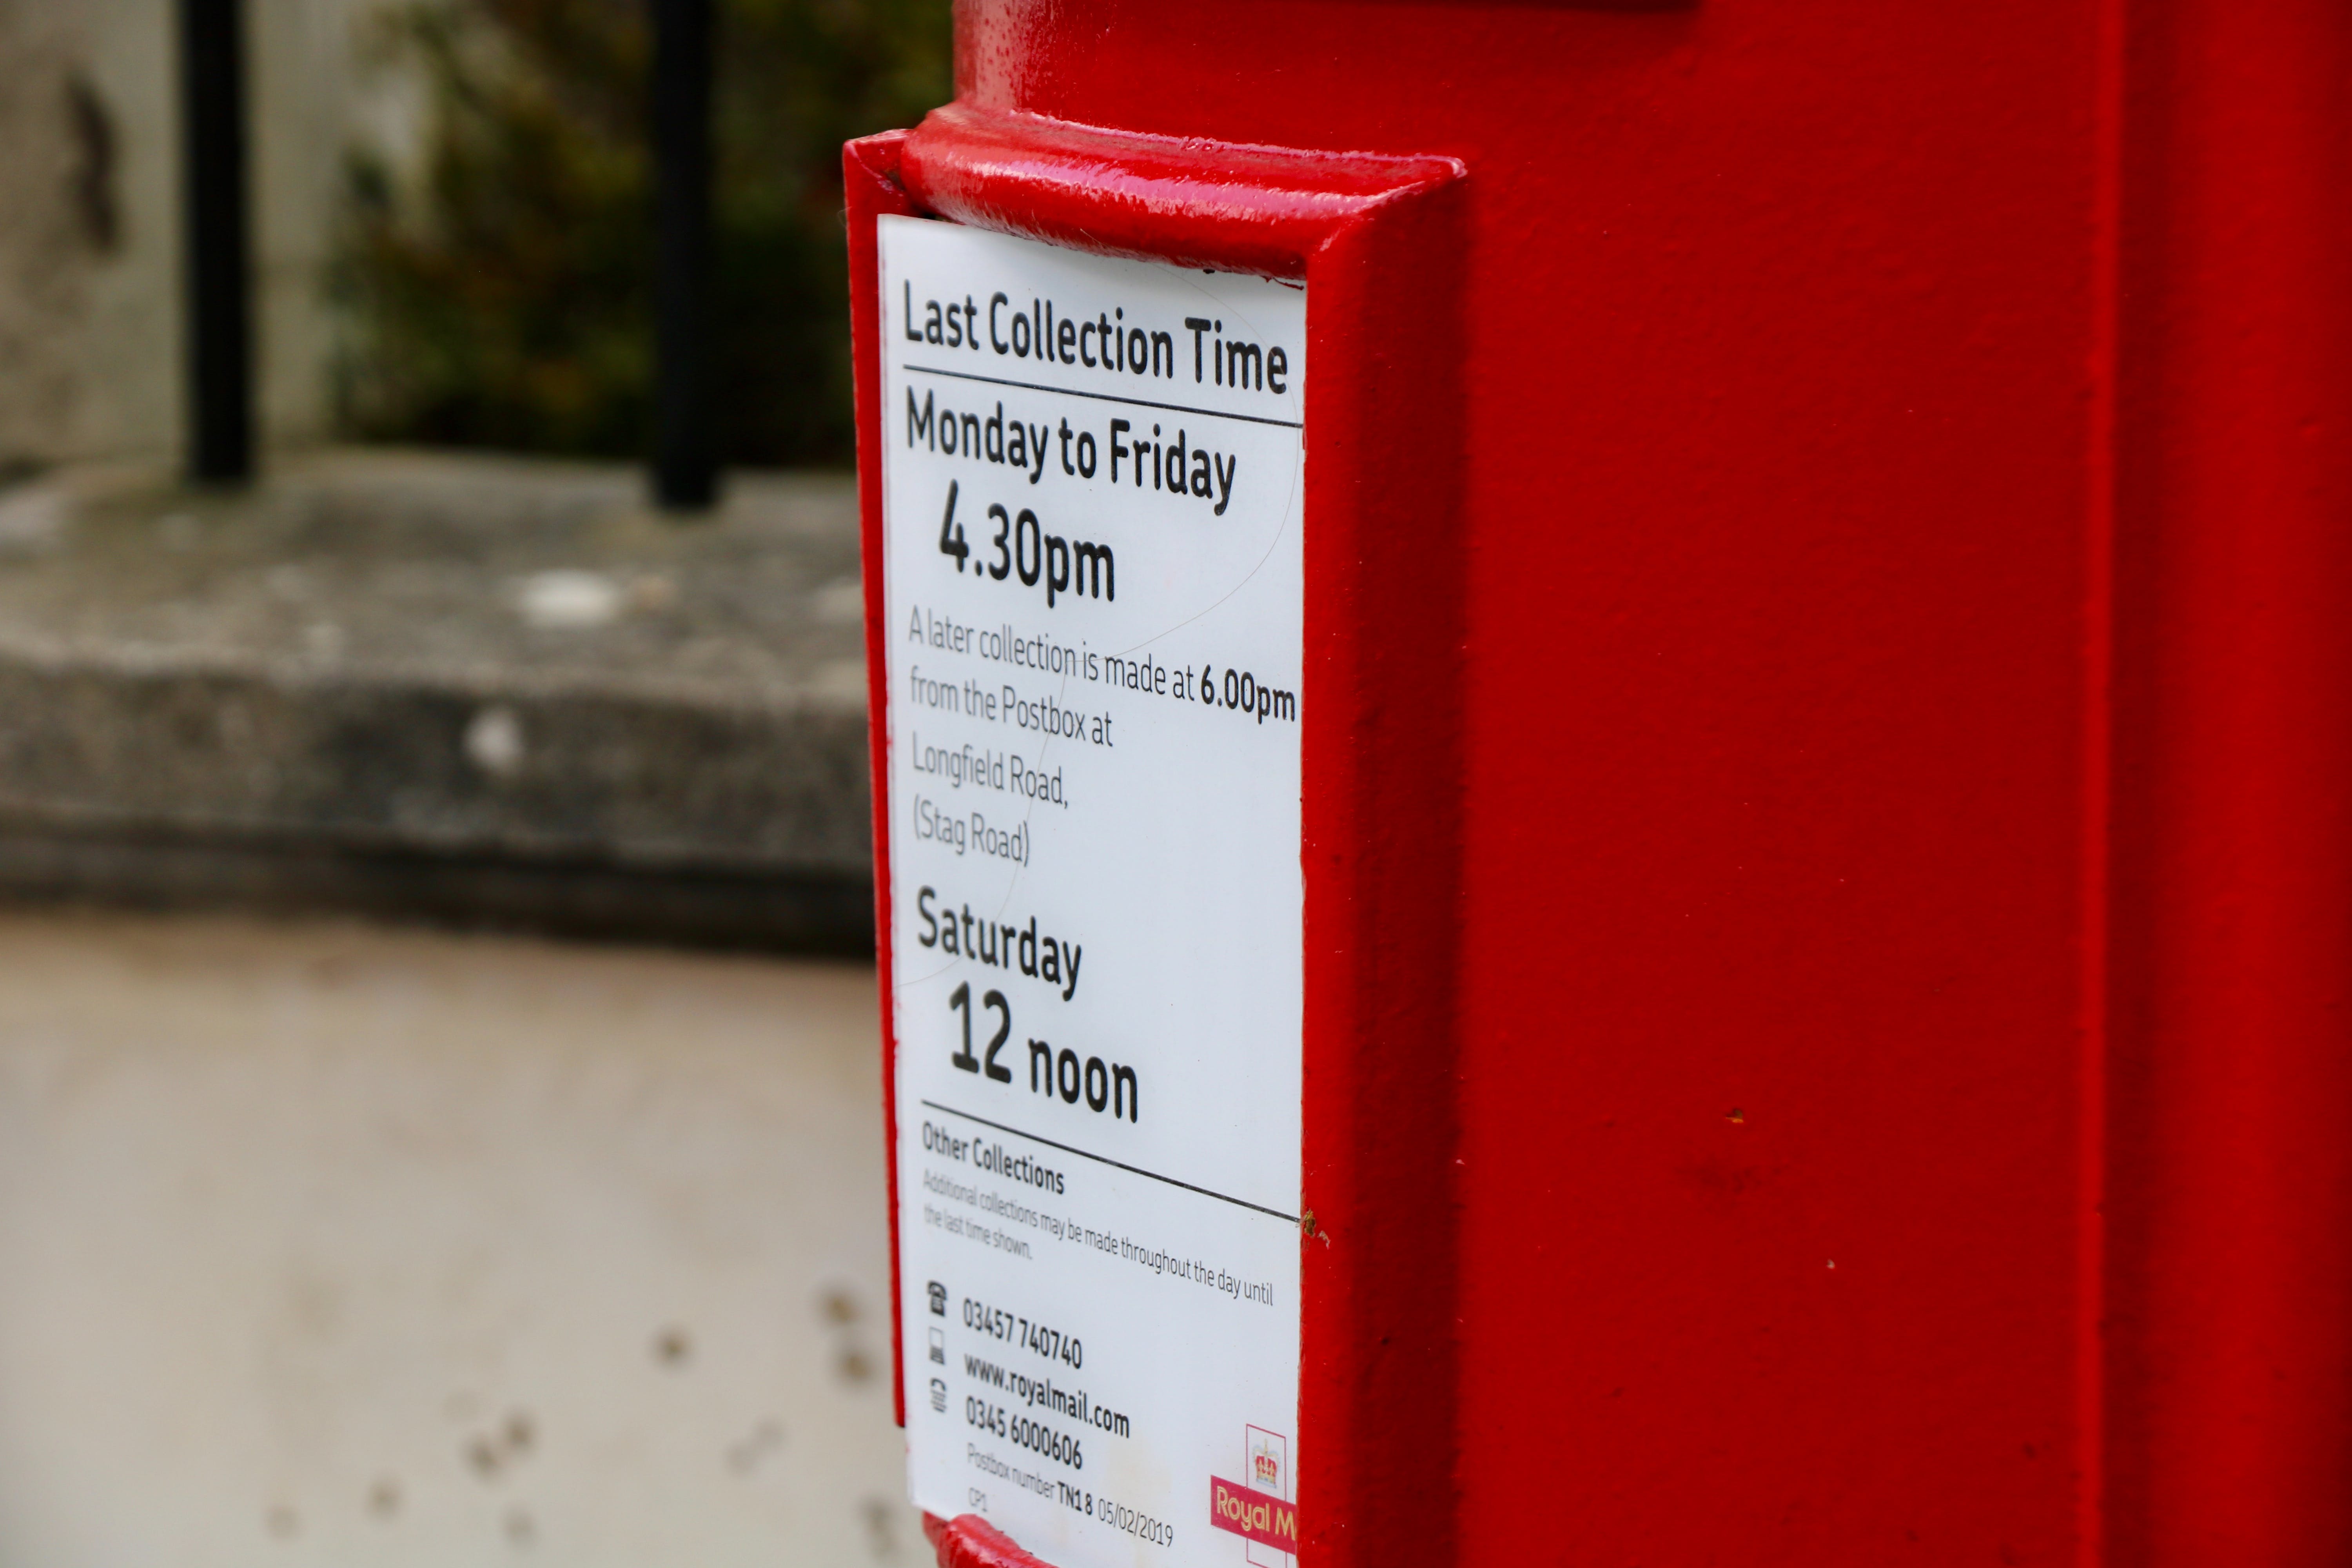 Last Collection Time
Monday to Friday
4.30pm
A later collection is made at 6.00pm
from the Postbox at
Longfield Road,
(Stag Road)
Saturday
12 noon
Other Collections
Additional collections may be made throughout the day until
the last time shown.
03457 740740
www.royalmail.com
0345 6000606
Postbox number TN1 8 05/02/2019
CP1
Royal M